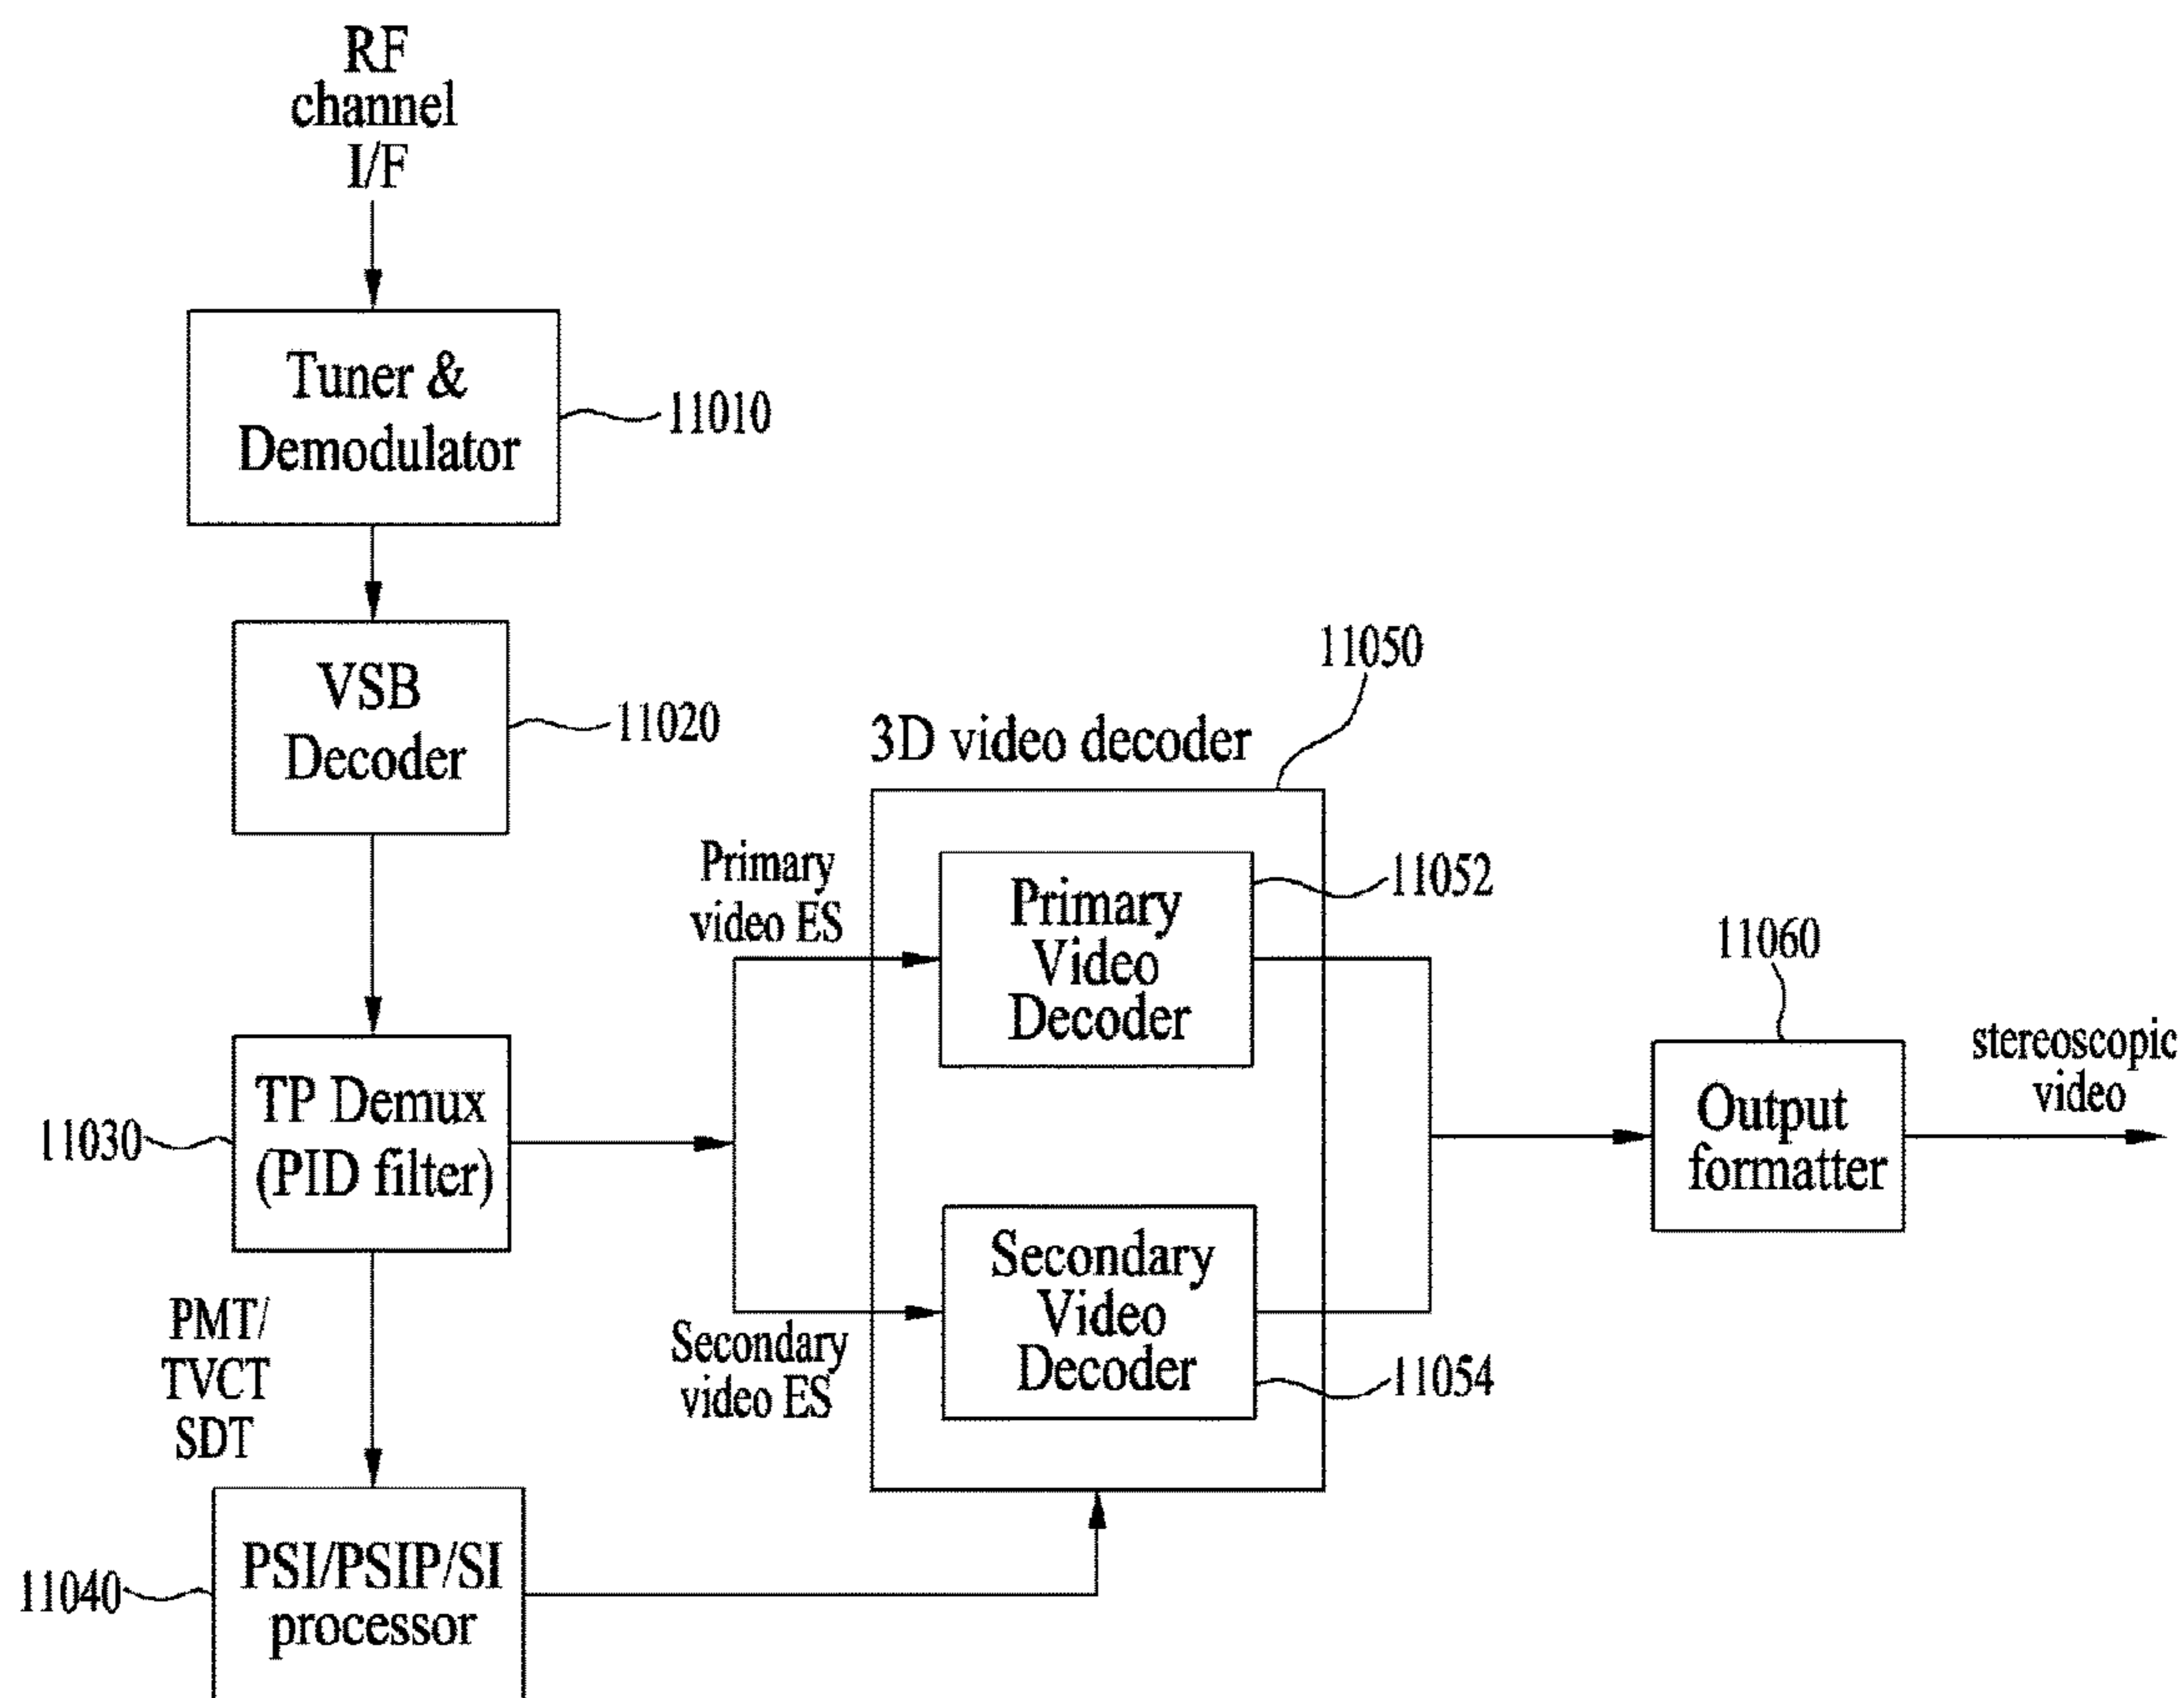 RF
channel
I/F
Tuner &
Demodulator
11010
VSB
Decoder
11020
11050
3D video decoder
Primary
video ES
Primary
Video
Decoder
11052
11060
TP Demux
(PID filter)
11030
Output
formatter
stereoscopic
video
Secondary
video ES
Secondary
Video
Decoder
11054
PMT/
TVCT
SDT
PSI/PSIP/SI
processor
11040